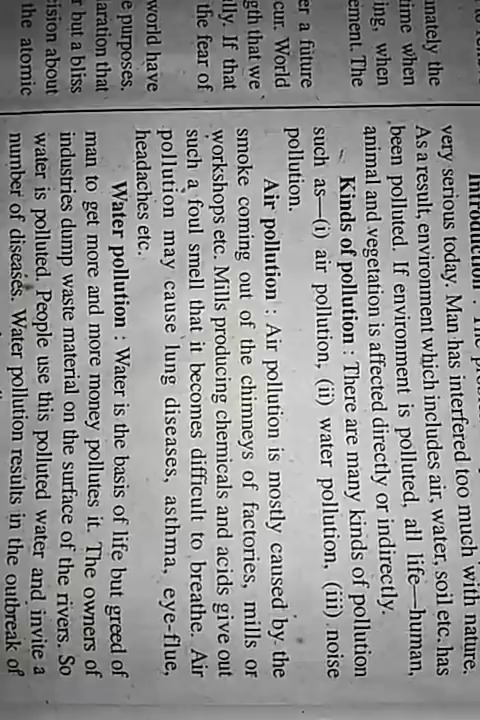 nately the
time when
ing, when
ement. The
er a future
cur. World
gth that we
lly. If that
the fear of
world have
e purposes.
laration that
r but a bliss
cision about
the atomic
Introduction : The
very serious today. Man has interfered too much with nature.
As a result, environment which includes air, water, soil etc. has
been polluted. If environment is polluted, all life—human,
animal and vegetation is affected directly or indirectly.
Kinds of pollution : There are many kinds of pollution
such as—(i) air pollution, (ii) water pollution, (iii) noise
pollution.
Air pollution : Air pollution is mostly caused by the
smoke coming out of the chimneys of factories, mills or
workshops etc. Mills producing chemicals and acids give out
such a foul smell that it becomes difficult to breathe. Air
pollution may cause lung diseases, asthma, eye-flue,
headaches etc.
Water pollution : Water is the basis of life but greed of
man to get more and more money pollutes it. The owners of
industries dump waste material on the surface of the rivers. So
water is polluted. People use this polluted water and invite a
number of diseases. Water pollution results in the outbreak of